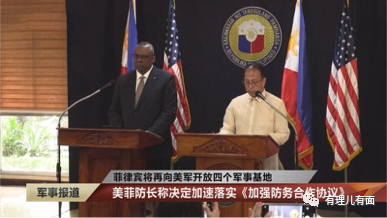 菲律宾将再向美军开放四个军事基地
军事报道
美菲防长称决定加速落实《加强防务合作协议》
有理儿有面